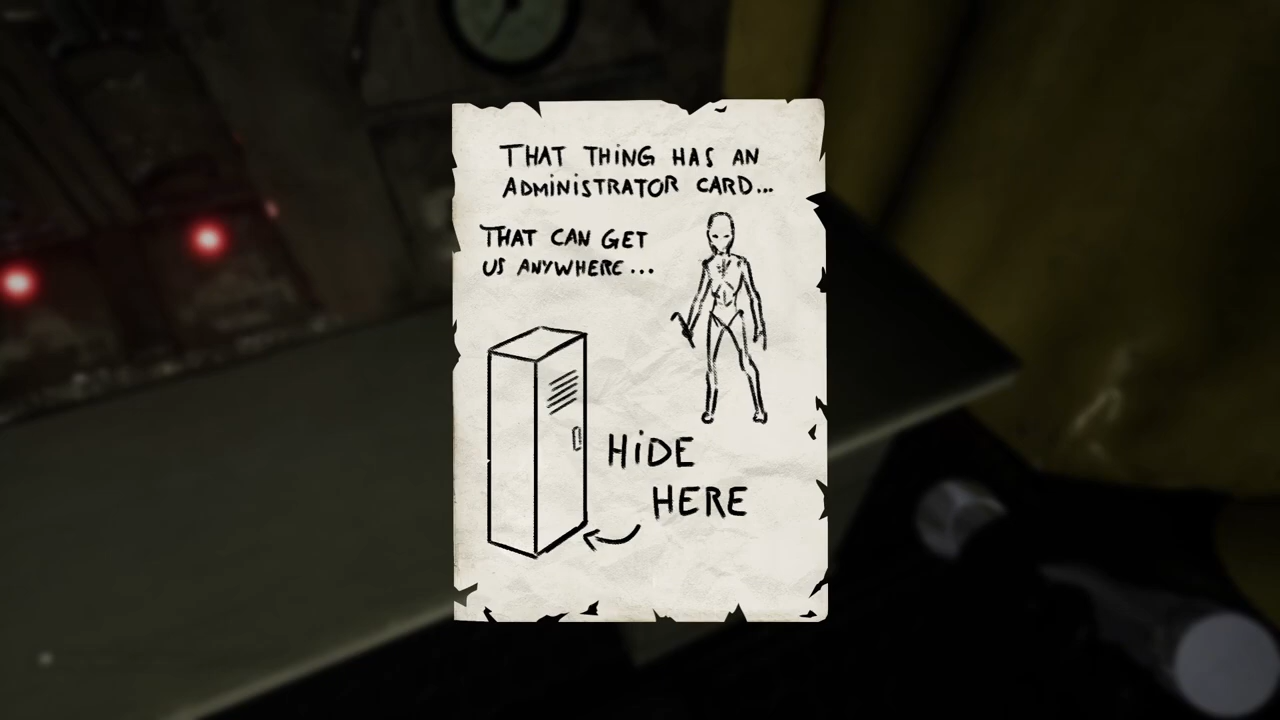 THAT THiNG HAS AN
ADMiNiSTRATOR CARD...
THAT CAN GET
US ANYWHERE...
HiDE
HERE